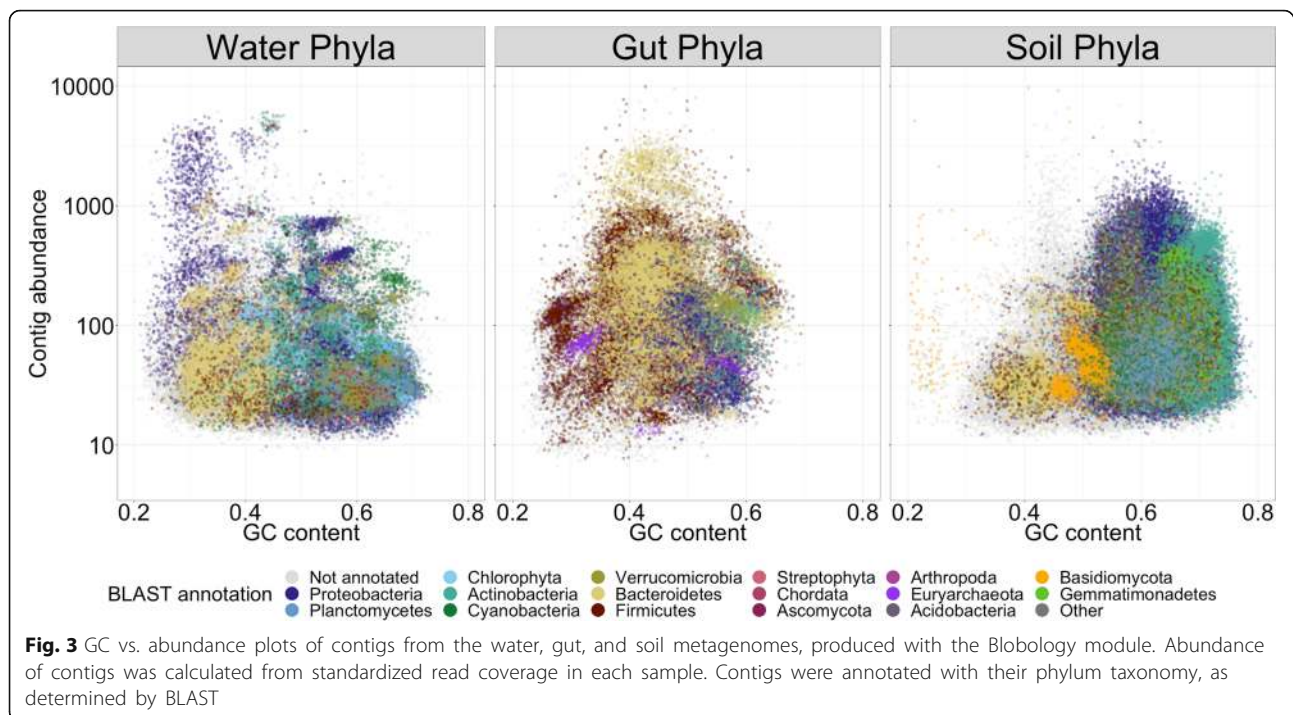 Water Phyla Gut Phyla Soil Phyla
10000
1000
100
10
Contig abundance
0.2 0.4 0.6 0.8 0.2 0.4 0.6 0.8 0.2 0.4 0.6 0.8
GC content GC content GC content
BLAST annotation
Not annotated Chlorophyta Verrucomicrobia Streptophyta Arthropoda Basidiomycota
Proteobacteria Actinobacteria Bacteroidetes Chordata Euryarchaeota Gemmatimonadetes
Planctomycetes Cyanobacteria Firmicutes Ascomycota Acidobacteria Other
Fig. 3 GC vs. abundance plots of contigs from the water, gut, and soil metagenomes, produced with the Blobology module. Abundance
of contigs was calculated from standardized read coverage in each sample. Contigs were annotated with their phylum taxonomy, as
determined by BLAST